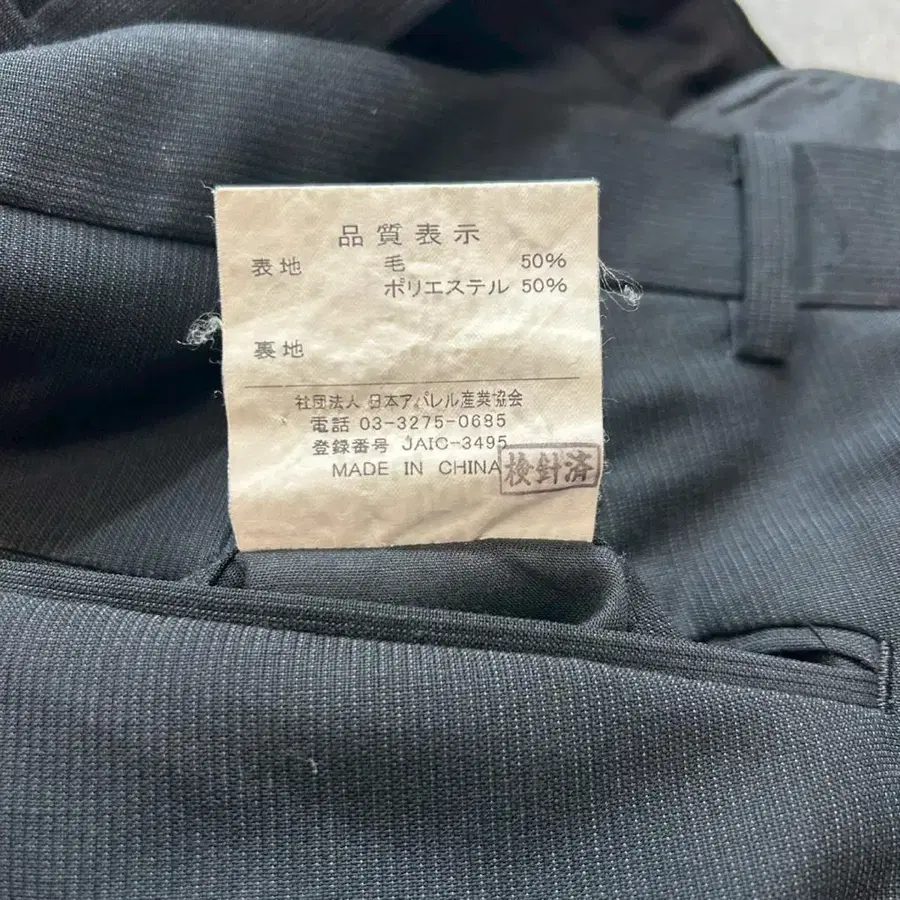 品質表示
表地 毛 50%
ポリエステル 50%
裏地
社団法人 日本アパレル産業協会
電話 03-3275-0685
登録番号 JAIC-3495
MADE IN CHINA
検針済